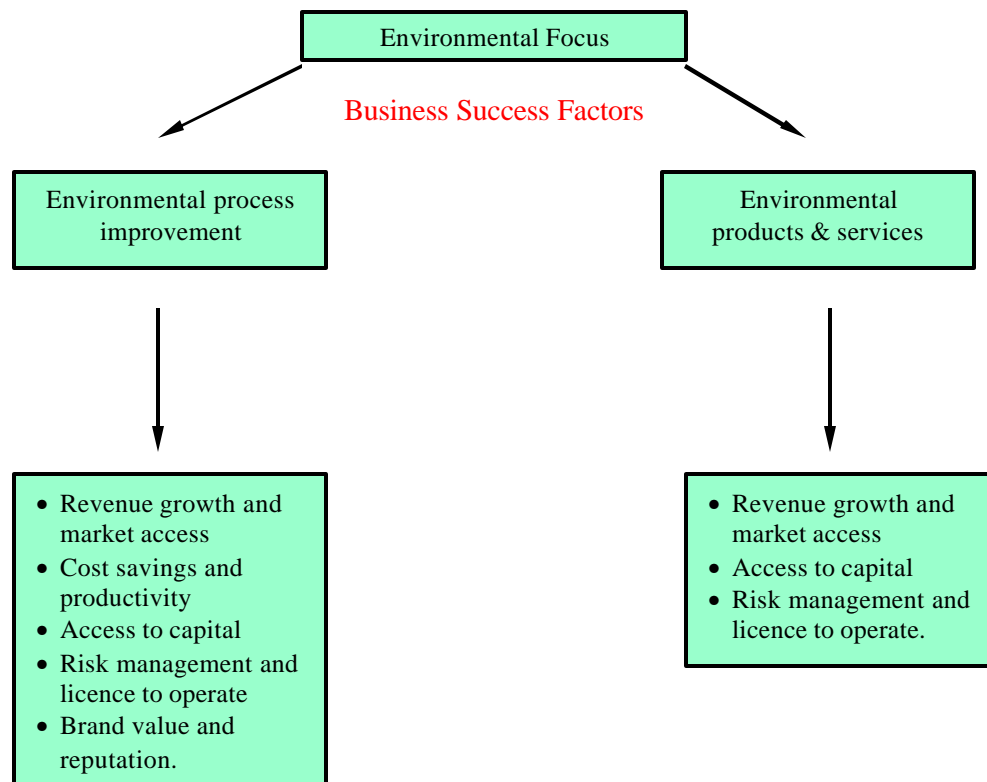 Environmental Focus
Business Success Factors
Environmental process
improvement
Environmental
products & services
• Revenue growth and
market access
• Cost savings and
productivity
• Access to capital
• Risk management and
licence to operate
• Brand value and
reputation.
• Revenue growth and
market access
• Access to capital
• Risk management and
licence to operate.